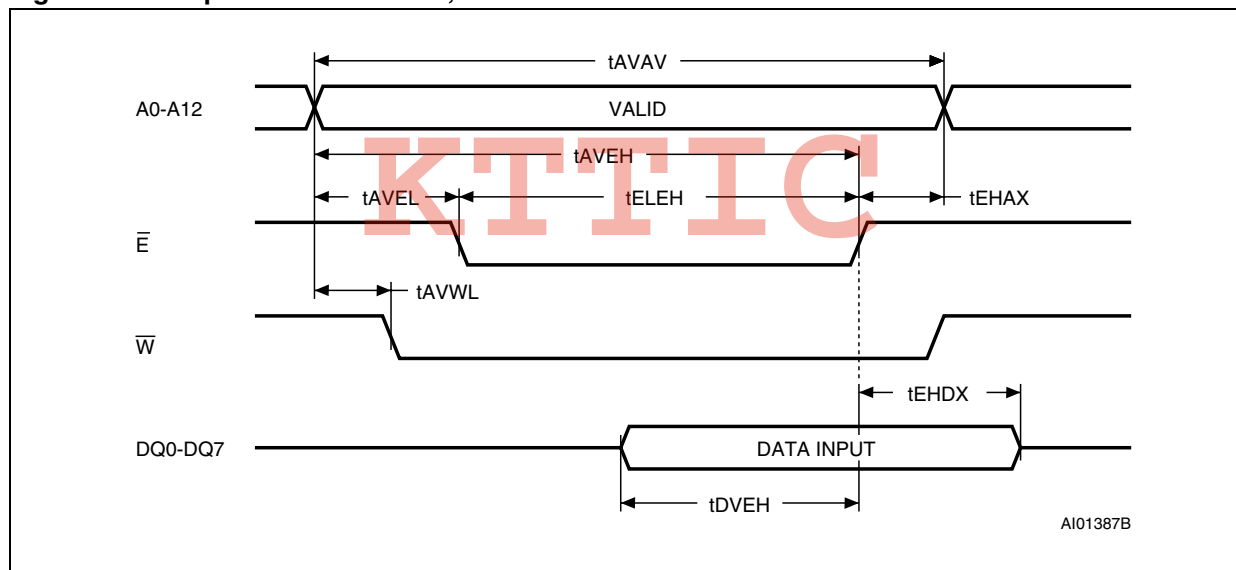 tAVAV
A0-A12
VALID
tAVEH
tAVEL
tELEH
tEHAX
E̅
tAVWL
W̅
tEHDX
DQ0-DQ7
DATA INPUT
tDVEH
AI01387B
KTTIC